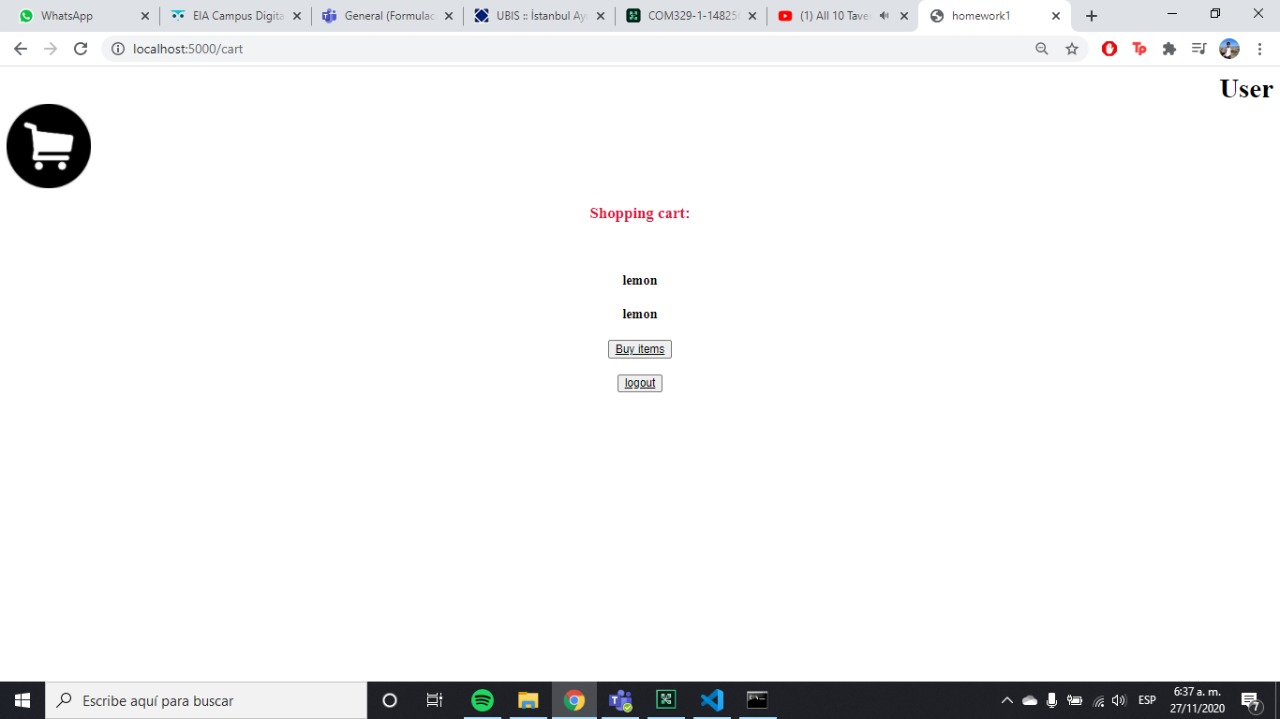 WhatsApp
EIA Campus Digita
General (Formulac
UBIS :: İstanbul Ay
COM329-1-14825
(1) All 10 Tave
homework1
localhost:5000/cart
Tp
User
Shopping cart:
lemon
lemon
Buy items
logout
Escribe aquí para buscar
ESP
6:37 a. m.
27/11/2020
7